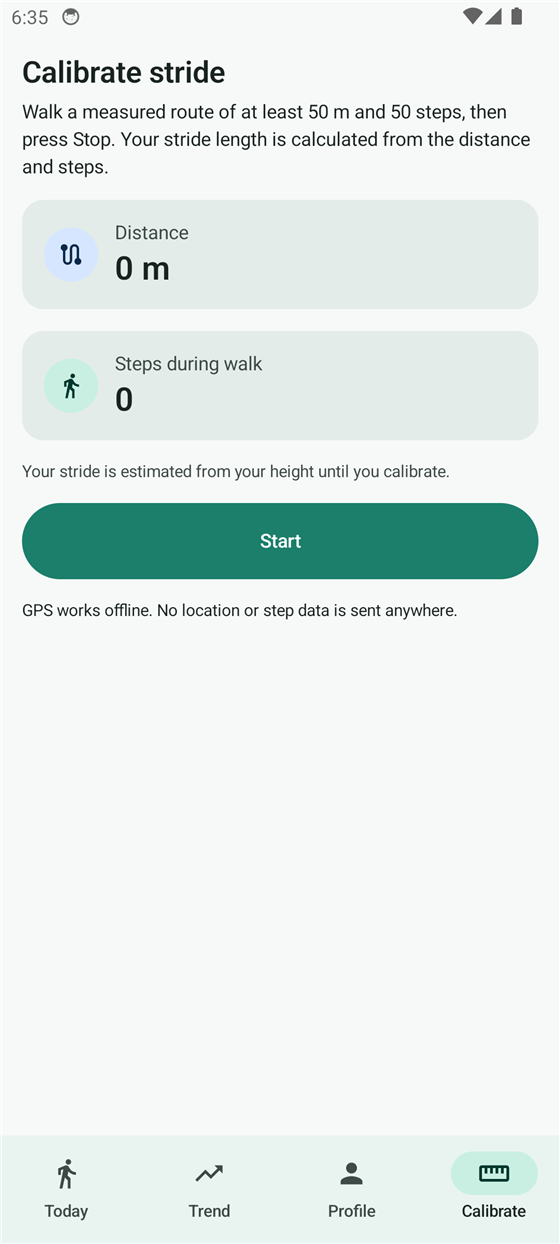 6:35
Calibrate stride
Walk a measured route of at least 50 m and 50 steps, then
press Stop. Your stride length is calculated from the distance
and steps.
Distance
0 m
Steps during walk
0
Your stride is estimated from your height until you calibrate.
Start
GPS works offline. No location or step data is sent anywhere.
Today
Trend
Profile
Calibrate